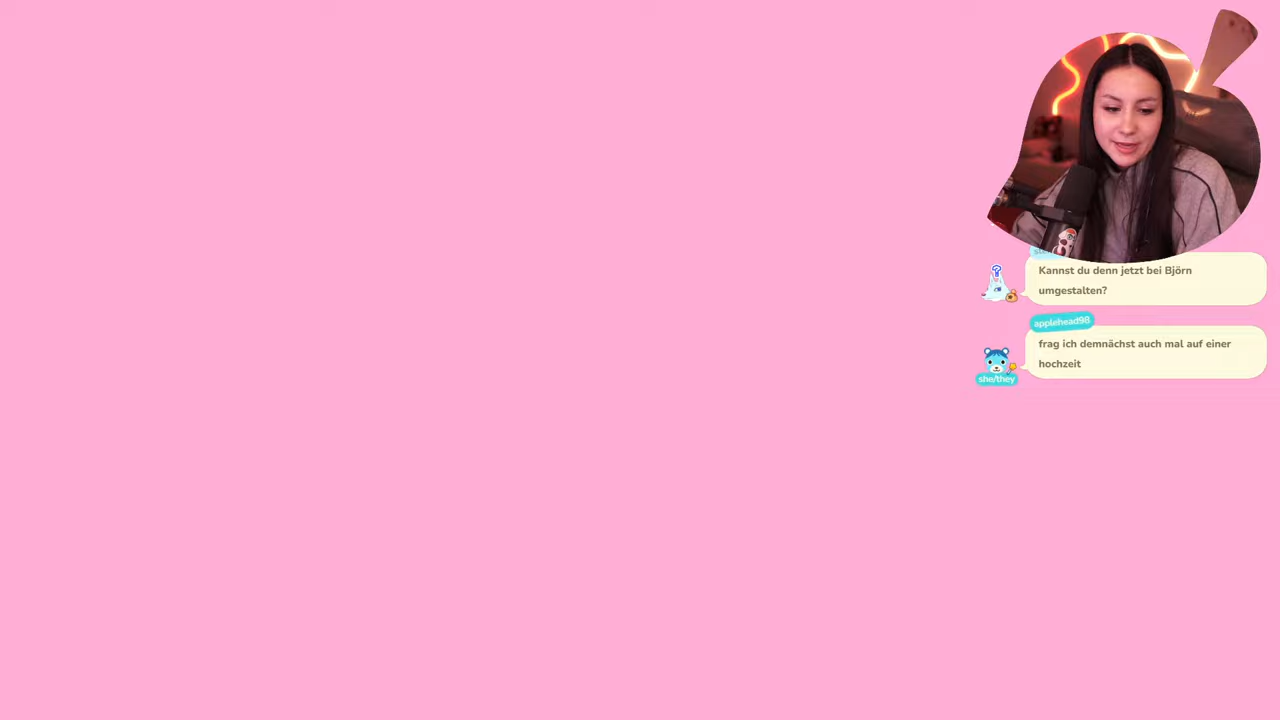 Kannst du denn jetzt bei Björn
umgestalten?
applehead98
frag ich demnächst auch mal auf einer
hochzeit
she/they